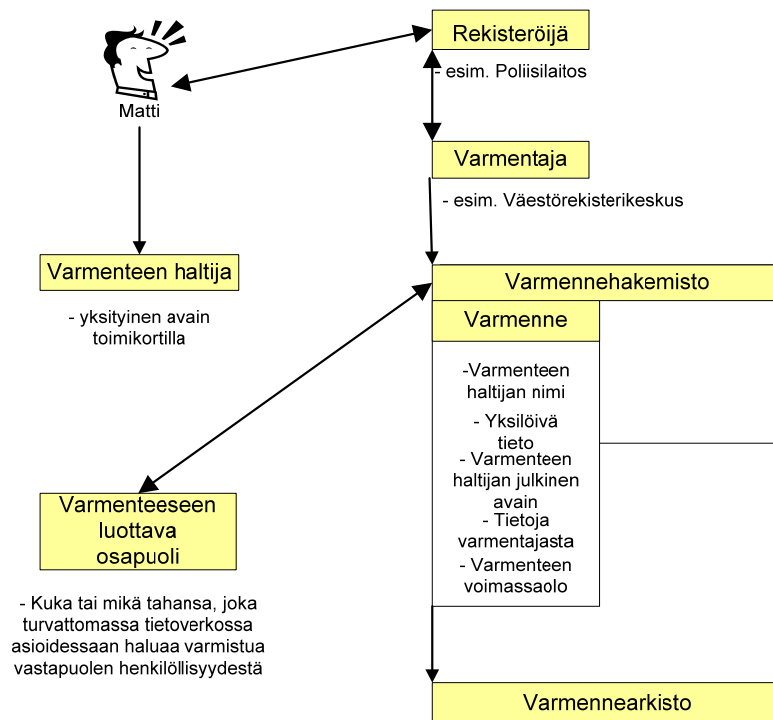 Matti
Rekisteröijä
- esim. Poliisilaitos
Varmentaja
- esim. Väestörekisterikeskus
Varmenteen haltija
- yksityinen avain
toimikortilla
Varmennehakemisto
Varmenne
-Varmenteen
haltijan nimi
- Yksilöivä
tieto
- Varmenteen
haltijan julkinen
avain
- Tietoja
varmentajasta
- Varmenteen
voimassaolo
Varmenteeseen
luottava
osapuoli
- Kuka tai mikä tahansa, joka
turvattomassa tietoverkossa
asioidessaan haluaa varmistua
vastapuolen henkilöllisyydestä
Varmennearkisto